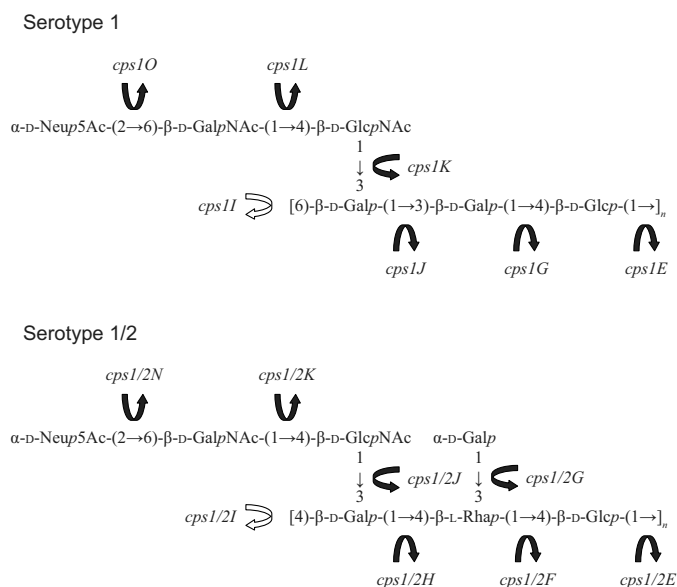 Serotype 1
cps1O cps1L
α-D-Neup5Ac-(2→6)-β-D-GalpNAc-(1→4)-β-D-GlcpNAc
1
↓ cps1K
3
cps1I [6)-β-D-Galp-(1→3)-β-D-Galp-(1→4)-β-D-Glcp-(1→]n
cps1J cps1G cps1E
Serotype 1/2
cps1/2N cps1/2K
α-D-Neup5Ac-(2→6)-β-D-GalpNAc-(1→4)-β-D-GlcpNAc α-D-Galp
1 1
↓ cps1/2J ↓ cps1/2G
3 3
cps1/2I [4)-β-D-Galp-(1→4)-β-L-Rhap-(1→4)-β-D-Glcp-(1→]n
cps1/2H cps1/2F cps1/2E